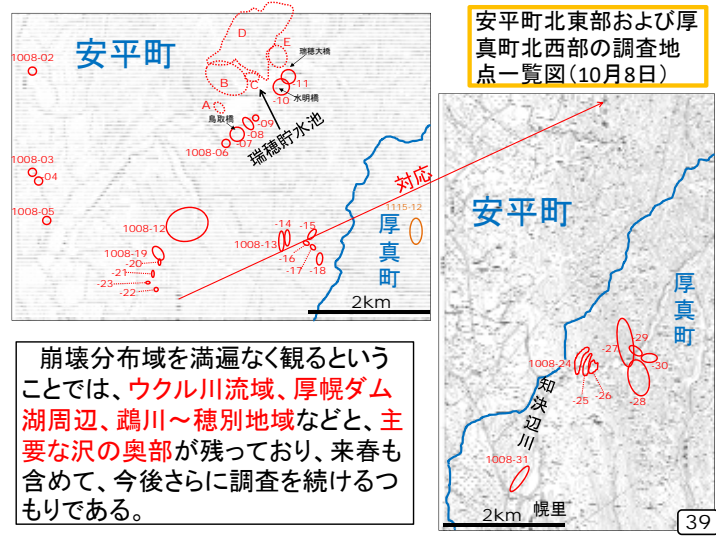 安平町北東部および厚
真町北西部の調査地
点一覧図(10月8日)
安平町
D
E
瑞穂大橋
1008-02
B
C
-11
-10
水明橋
A
鳥取橋
-09
-08
-07
1008-06
瑞穂貯水池
1008-03
-04
1008-05
対応
1115-12
1008-12
-14
-15
1008-13
-16
-17
-18
厚真町
1008-19
-20
-21
-23
-22
2km
安平町
厚真町
-29
-27
1008-24
-30
-26
-25
-28
知決辺川
1008-31
2km
幌里
崩壊分布域を満遍なく観るという
ことでは、ウクル川流域、厚幌ダム
湖周辺、鵡川~穂別地域などと、主
要な沢の奥部が残っており、来春も
含めて、今後さらに調査を続けるつ
もりである。
39